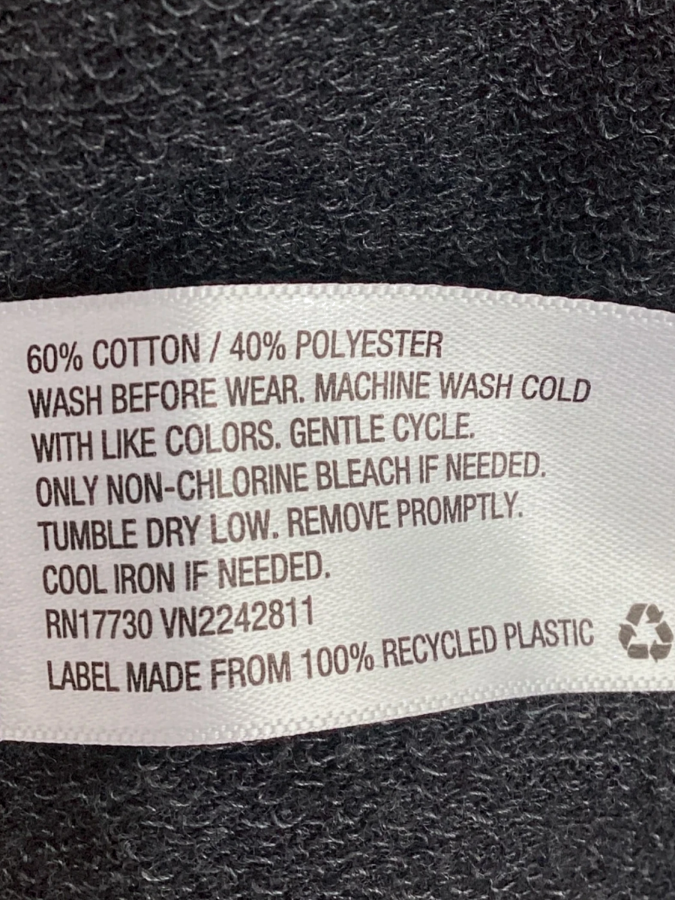 60% COTTON / 40% POLYESTER
WASH BEFORE WEAR. MACHINE WASH COLD
WITH LIKE COLORS. GENTLE CYCLE.
ONLY NON-CHLORINE BLEACH IF NEEDED.
TUMBLE DRY LOW. REMOVE PROMPTLY.
COOL IRON IF NEEDED.
RN17730 VN2242811
LABEL MADE FROM 100% RECYCLED PLASTIC